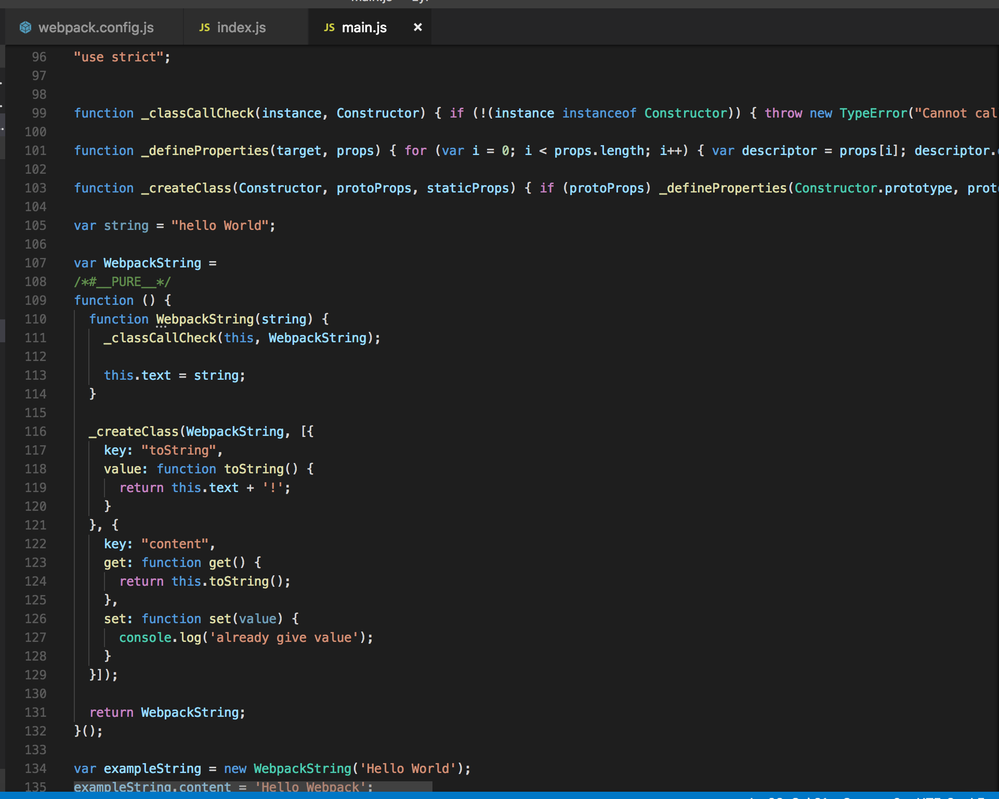 webpack.config.js
JS index.js
JS main.js ×
96 "use strict";
97
98
99 function _classCallCheck(instance, Constructor) { if (!(instance instanceof Constructor)) { throw new TypeError("Cannot cal
100
101 function _defineProperties(target, props) { for (var i = 0; i < props.length; i++) { var descriptor = props[i]; descriptor.
102
103 function _createClass(Constructor, protoProps, staticProps) { if (protoProps) _defineProperties(Constructor.prototype, prot
104
105 var string = "hello World";
106
107 var WebpackString =
108 /*#__PURE__*/
109 function () {
110   function WebpackString(string) {
111     _classCallCheck(this, WebpackString);
112
113     this.text = string;
114   }
115
116   _createClass(WebpackString, [{
117     key: "toString",
118     value: function toString() {
119       return this.text + '!';
120     }
121   }, {
122     key: "content",
123     get: function get() {
124       return this.toString();
125     },
126     set: function set(value) {
127       console.log('already give value');
128     }
129   }]);
130
131   return WebpackString;
132 }();
133
134 var exampleString = new WebpackString('Hello World');
135 exampleString.content = 'Hello Webpack';